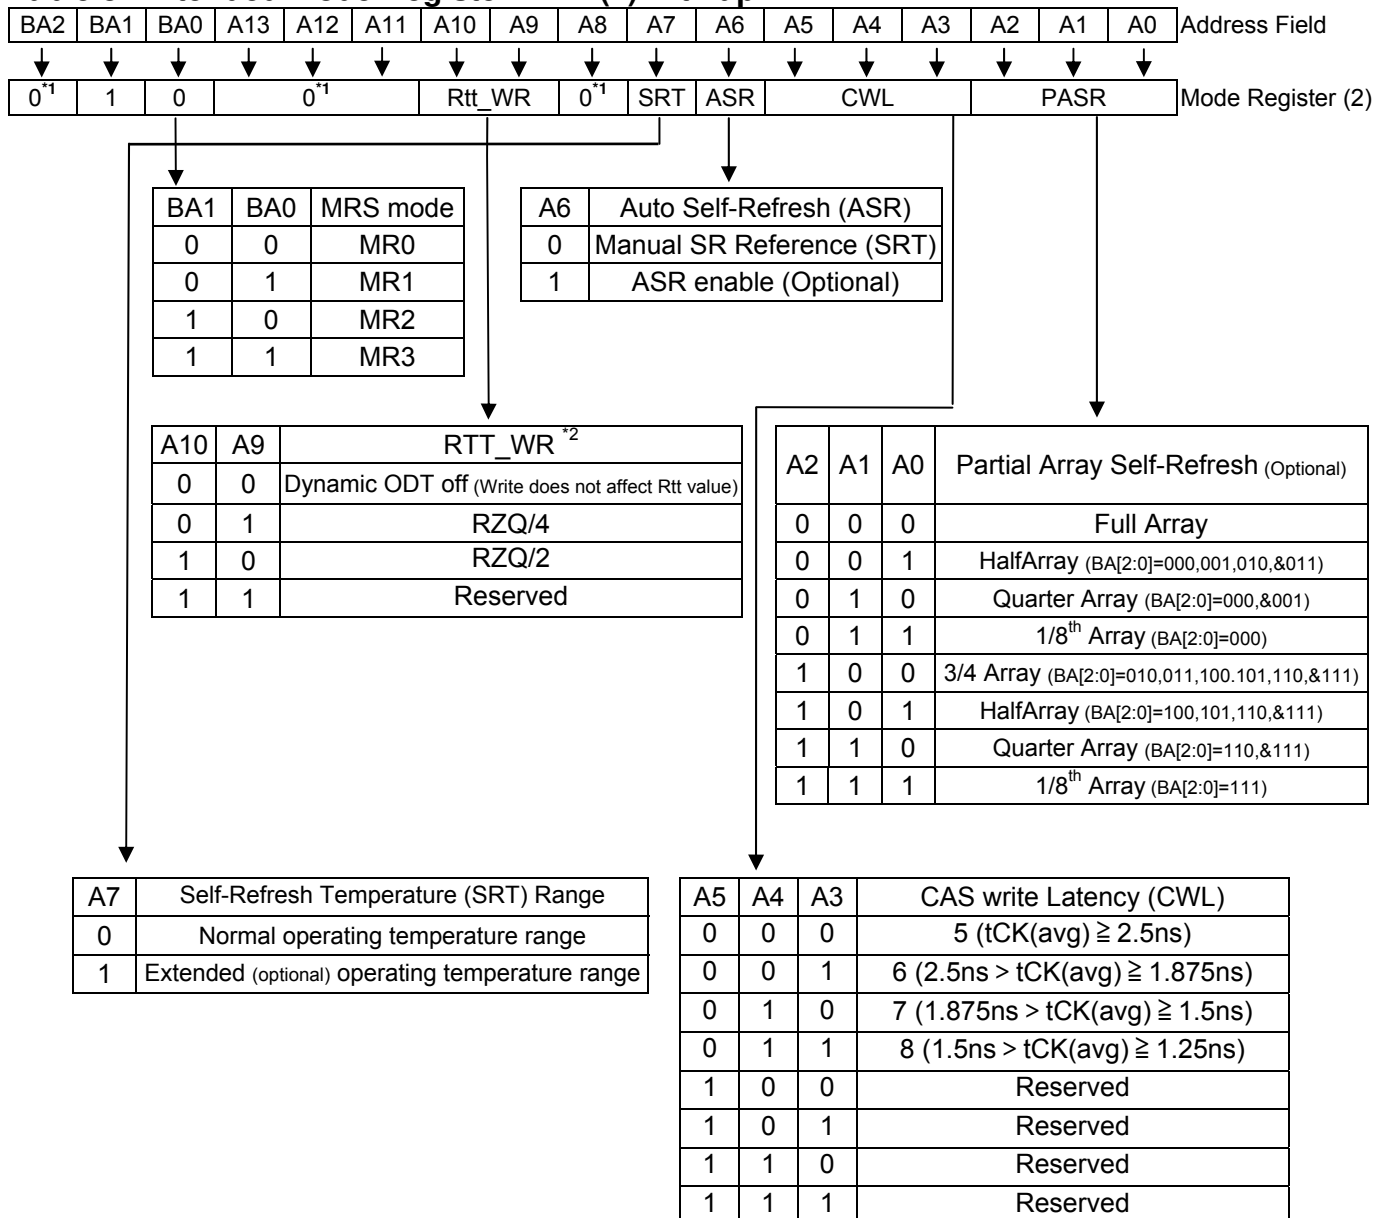 BA2 BA1 BA0 A13 A12 A11 A10 A9 A8 A7 A6 A5 A4 A3 A2 A1 A0 Address Field
0*1 1 0 0*1 Rtt_WR 0*1 SRT ASR CWL PASR Mode Register (2)
BA1 BA0 MRS mode
0 0 MR0
0 1 MR1
1 0 MR2
1 1 MR3
A6 Auto Self-Refresh (ASR)
0 Manual SR Reference (SRT)
1 ASR enable (Optional)
A10 A9 RTT_WR *2
0 0 Dynamic ODT off (Write does not affect Rtt value)
0 1 RZQ/4
1 0 RZQ/2
1 1 Reserved
A2 A1 A0 Partial Array Self-Refresh (Optional)
0 0 0 Full Array
0 0 1 HalfArray (BA[2:0]=000,001,010,&011)
0 1 0 Quarter Array (BA[2:0]=000,&001)
0 1 1 1/8th Array (BA[2:0]=000)
1 0 0 3/4 Array (BA[2:0]=010,011,100.101,110,&111)
1 0 1 HalfArray (BA[2:0]=100,101,110,&111)
1 1 0 Quarter Array (BA[2:0]=110,&111)
1 1 1 1/8th Array (BA[2:0]=111)
A7 Self-Refresh Temperature (SRT) Range
0 Normal operating temperature range
1 Extended (optional) operating temperature range
A5 A4 A3 CAS write Latency (CWL)
0 0 0 5 (tCK(avg) ≧ 2.5ns)
0 0 1 6 (2.5ns > tCK(avg) ≧ 1.875ns)
0 1 0 7 (1.875ns > tCK(avg) ≧ 1.5ns)
0 1 1 8 (1.5ns > tCK(avg) ≧ 1.25ns)
1 0 0 Reserved
1 0 1 Reserved
1 1 0 Reserved
1 1 1 Reserved